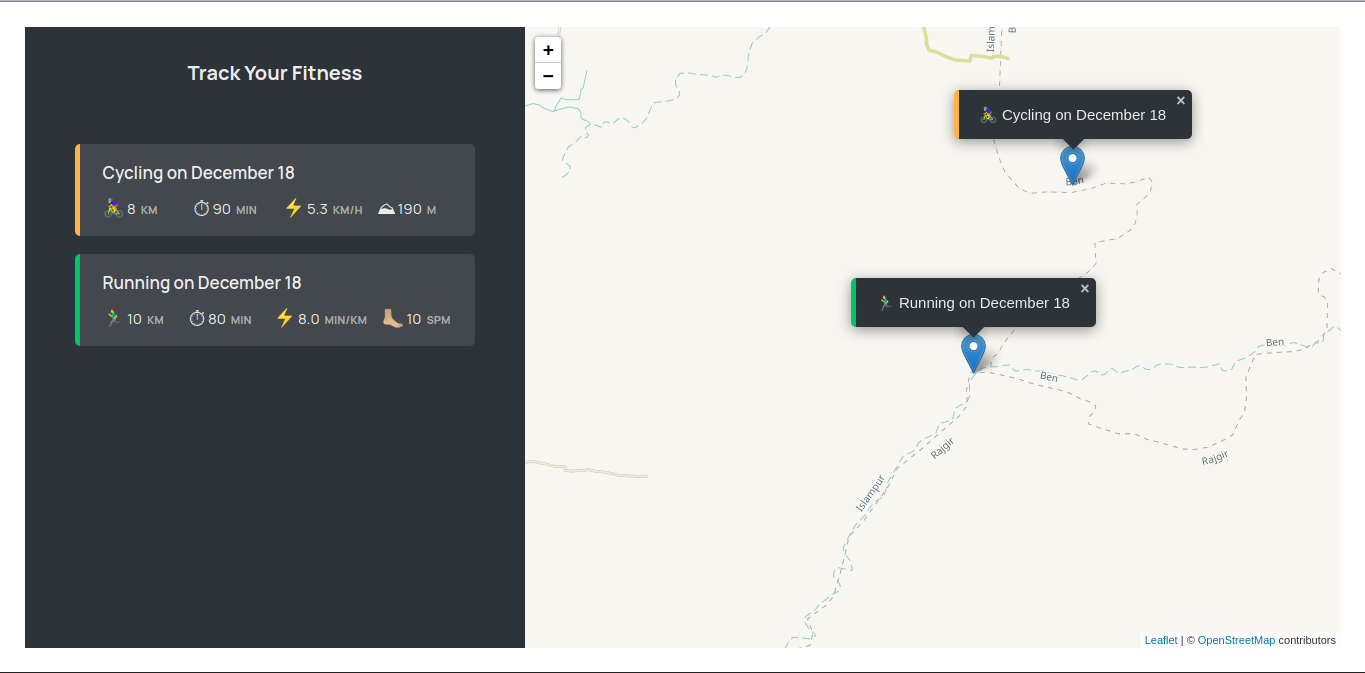 Track Your Fitness
Cycling on December 18
8 KM 90 MIN 5.3 KM/H 190 M
Running on December 18
10 KM 80 MIN 8.0 MIN/KM 10 SPM
+
−
Islam
B
Cycling on December 18 ×
Ben
Running on December 18 ×
Ben
Ben
Rajgir
Rajgir
Islampur
Leaflet | © OpenStreetMap contributors